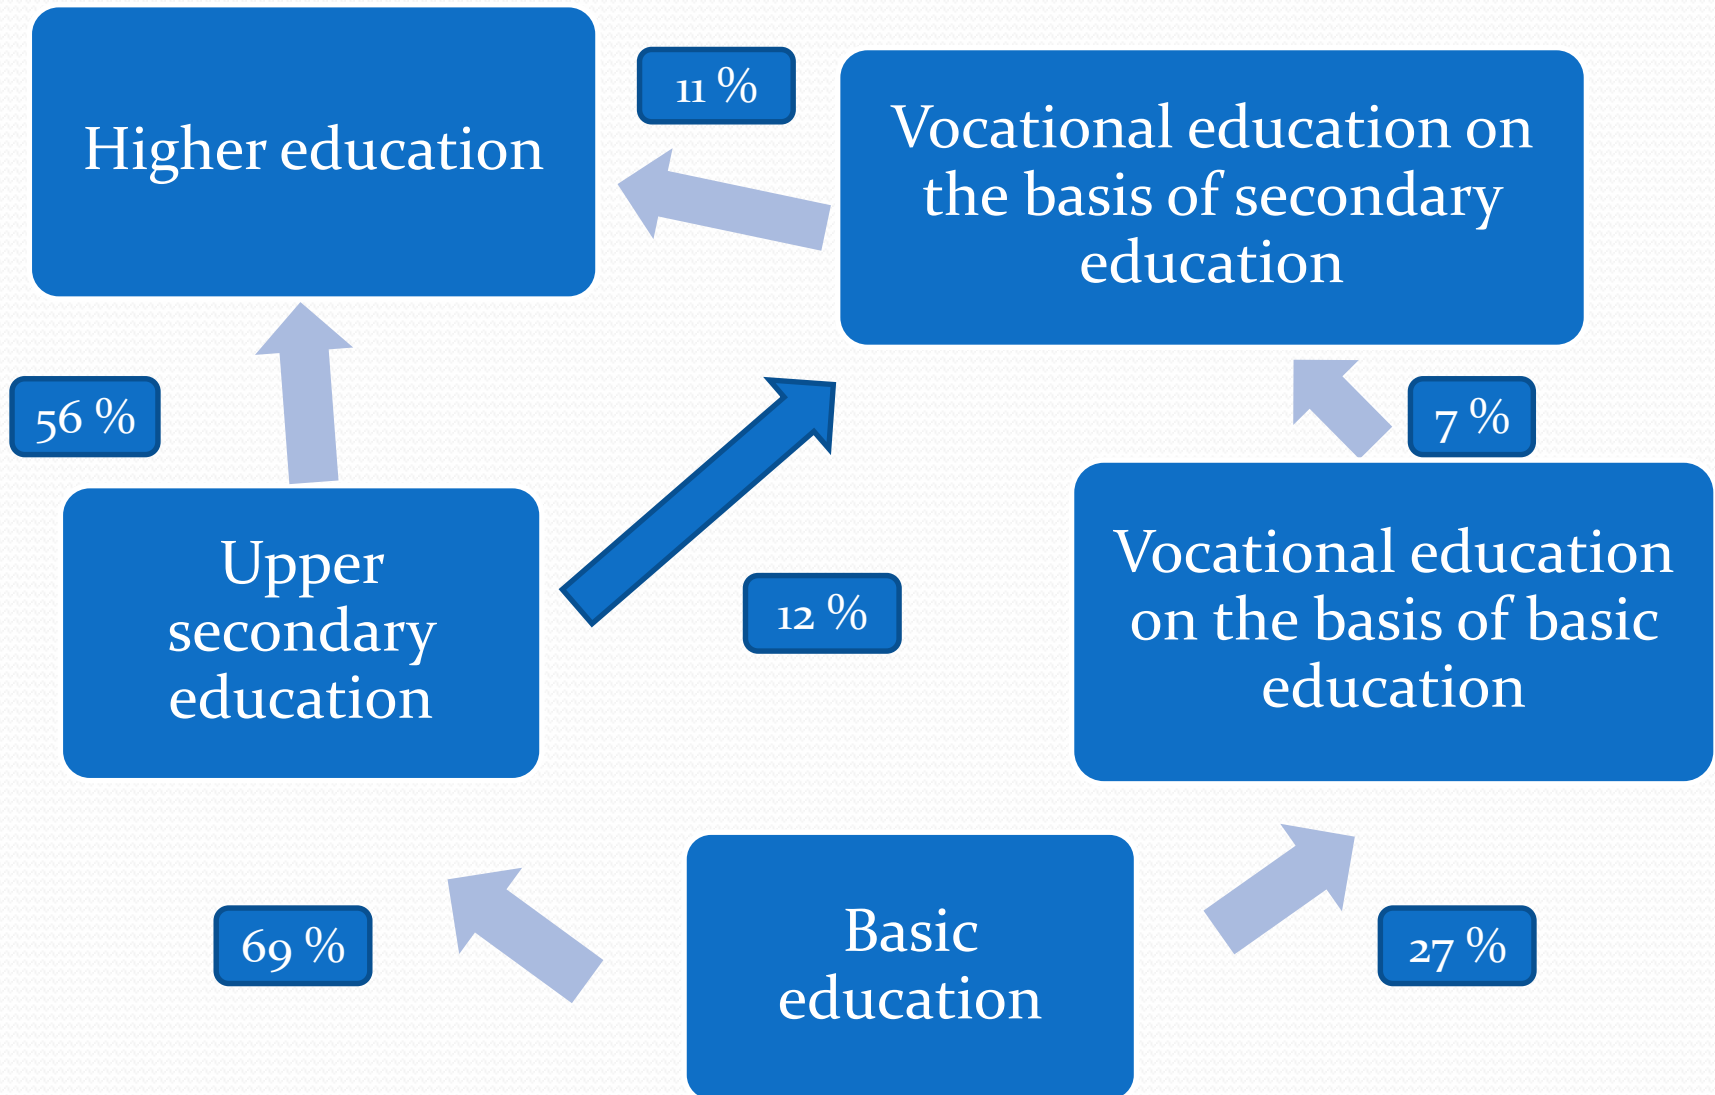 Higher education
11 %
Vocational education on
the basis of secondary
education
56 %
7 %
Upper
secondary
education
12 %
Vocational education
on the basis of basic
education
69 %
Basic
education
27 %